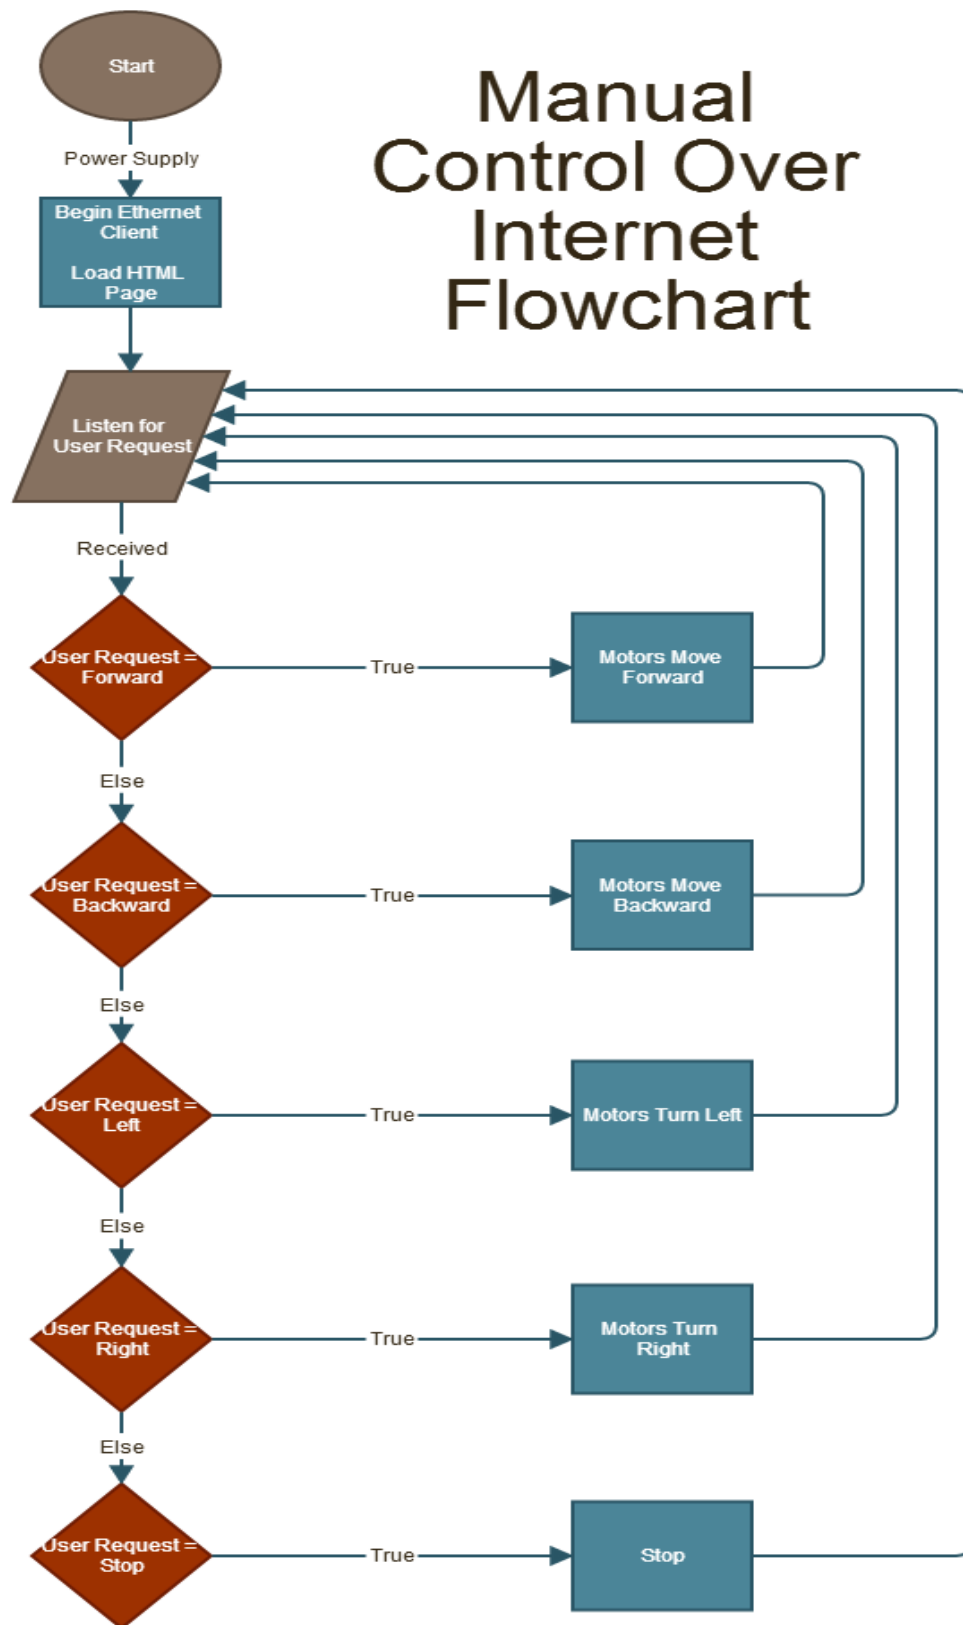 Start
Manual
Control Over
Internet
Flowchart
Power Supply
Begin Ethernet
Client
Load HTML
Page
Listen for
User Request
Received
User Request =
Forward
True
Motors Move
Forward
Else
User Request =
Backward
True
Motors Move
Backward
Else
User Request =
Left
True
Motors Turn Left
Else
User Request =
Right
True
Motors Turn
Right
Else
User Request =
Stop
True
Stop